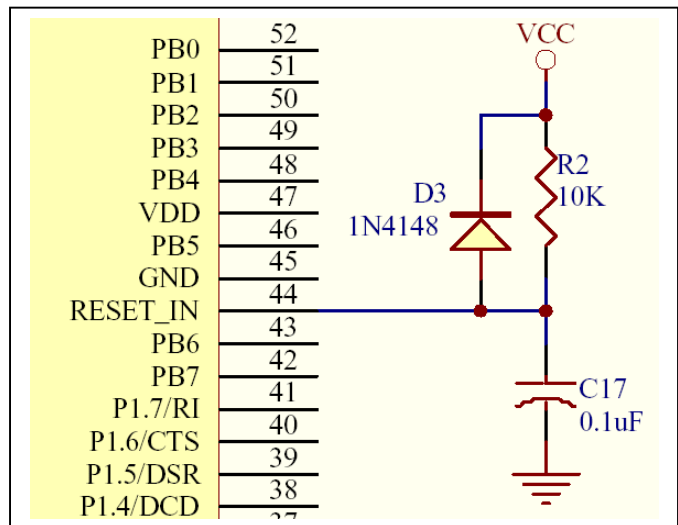 PB0 52
PB1 51
PB2 50
PB3 49
PB4 48
VDD 47
PB5 46
GND 45
RESET_IN 44
PB6 43
PB7 42
P1.7/RI 41
P1.6/CTS 40
P1.5/DSR 39
P1.4/DCD 38
37
VCC
R2
10K
D3
1N4148
C17
0.1uF